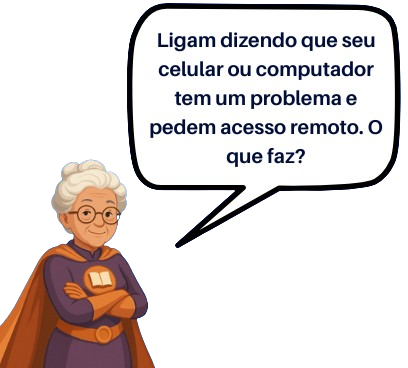 Ligam dizendo que seu
celular ou computador
tem um problema e
pedem acesso remoto. O
que faz?